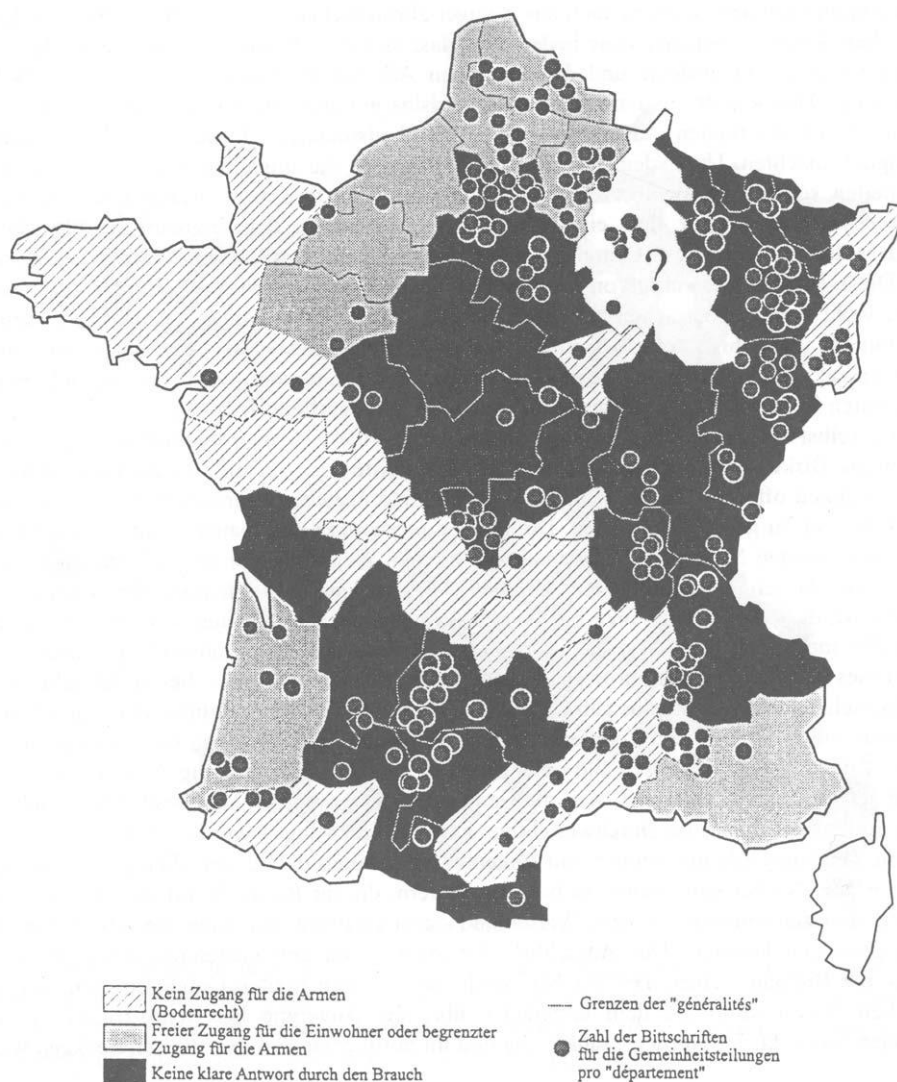 ?
Kein Zugang für die Armen
(Bodenrecht)
Freier Zugang für die Einwohner oder begrenzter
Zugang für die Armen
Keine klare Antwort durch den Brauch
Grenzen der "généralités"
Zahl der Bittschriften
für die Gemeinheitsteilungen
pro "département"